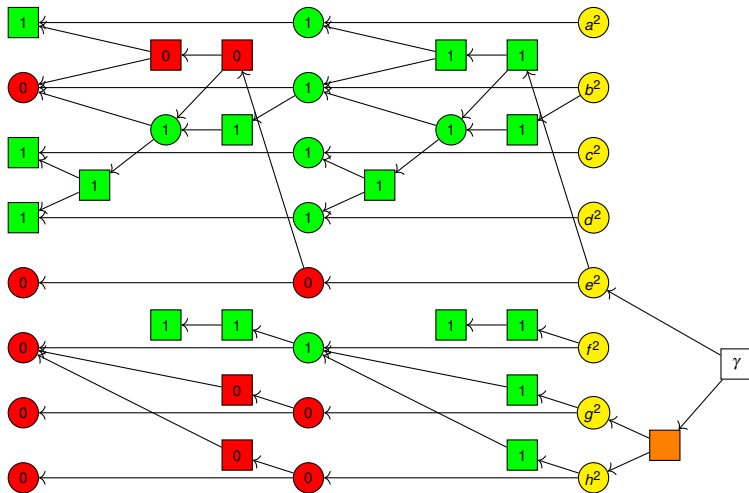 1 1 a²
0 0 1 1
0 1 b²
1 1 1 1
1 1 c²
1 1
1 1 d²
0 0 e²
1 1 1 1
0 1 f²
γ
0 1
0 0 g²
0 1
0 0 h²